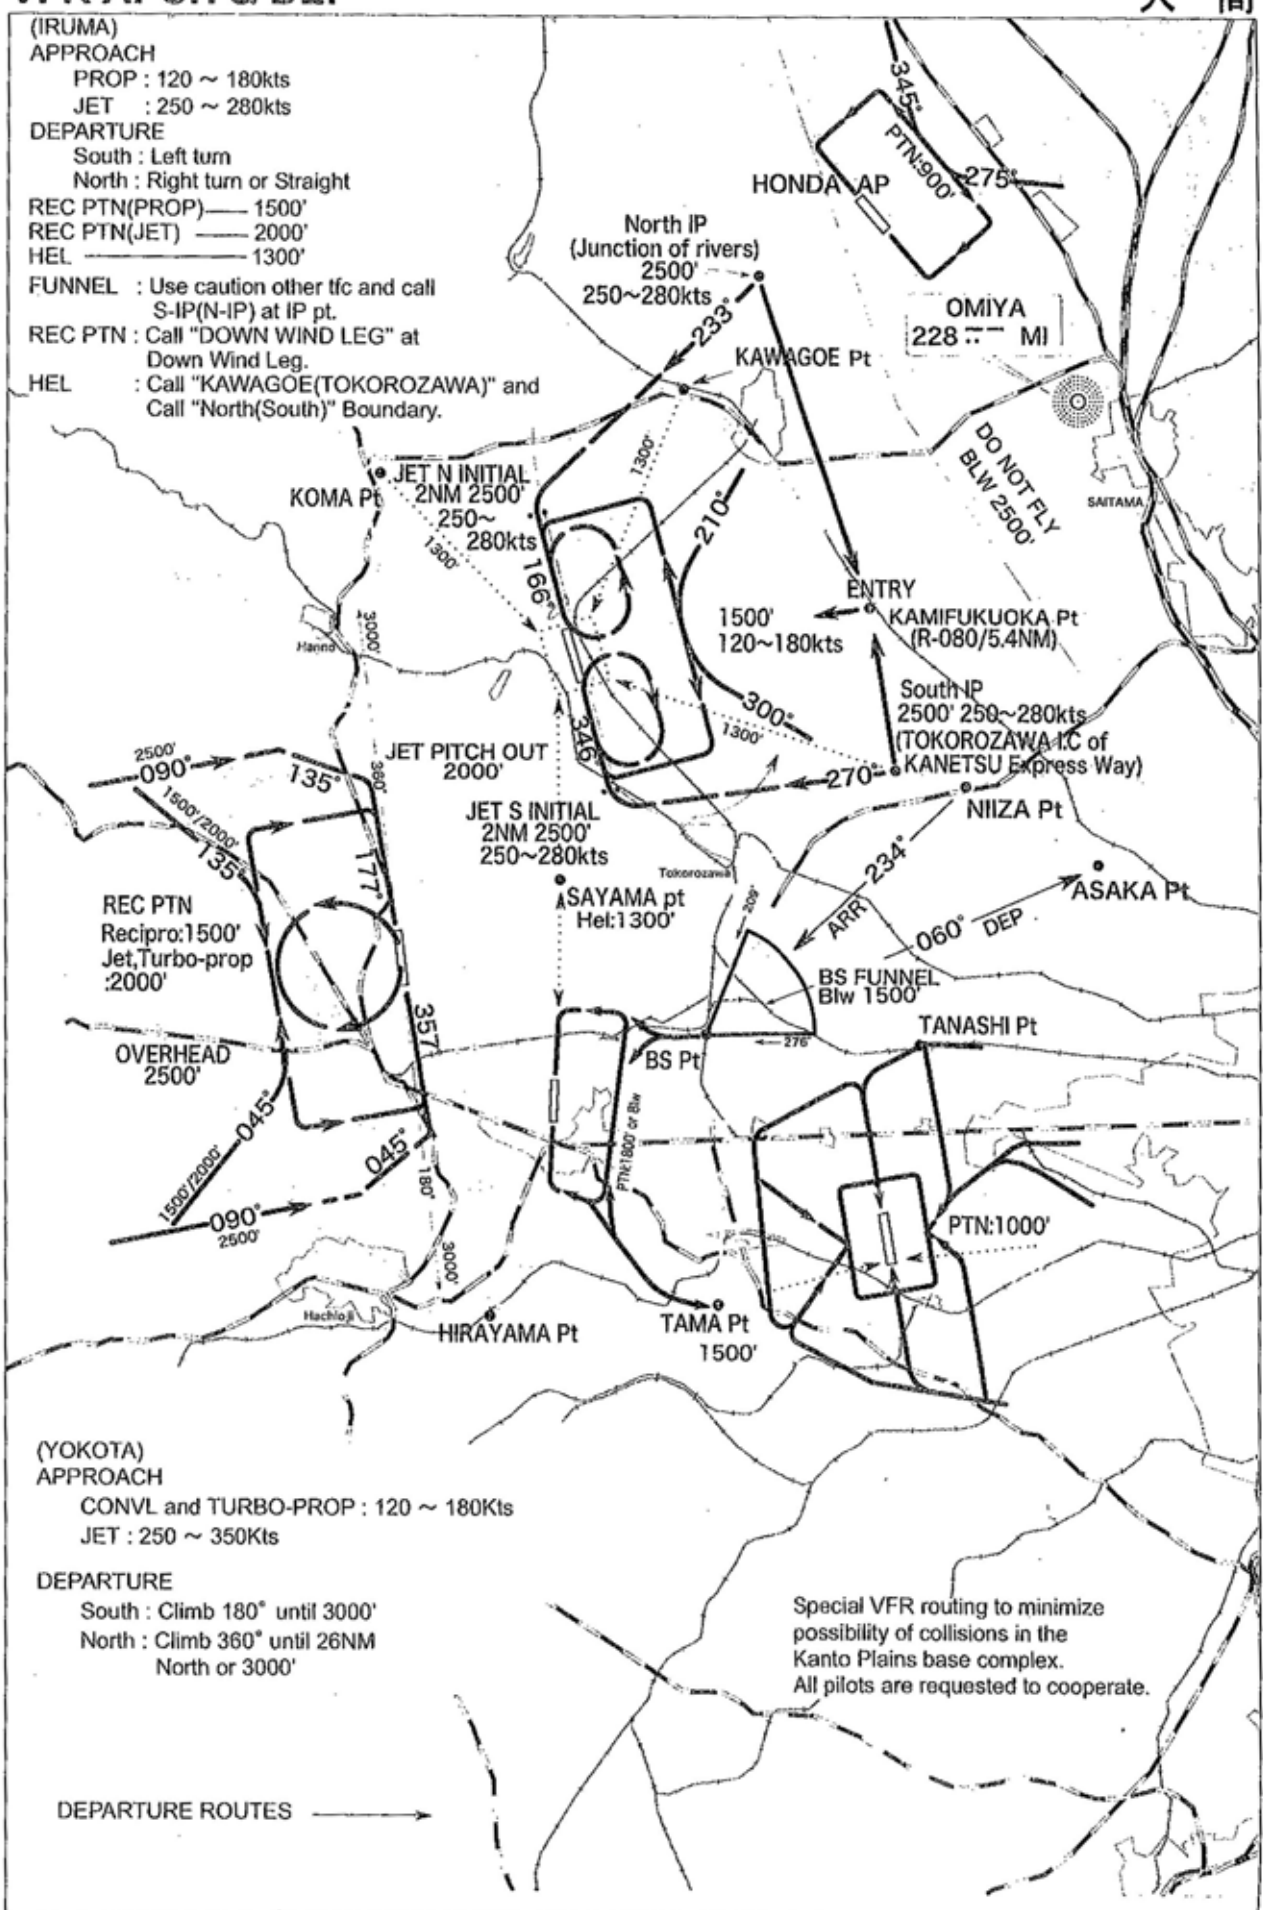 (IRUMA)
APPROACH
PROP : 120 ~ 180kts
JET : 250 ~ 280kts
DEPARTURE
South : Left turn
North : Right turn or Straight
REC PTN(PROP) 1500'
REC PTN(JET) 2000'
HEL 1300'
FUNNEL : Use caution other tfc and call
S-IP(N-IP) at IP pt.
REC PTN : Call "DOWN WIND LEG" at
Down Wind Leg.
HEL : Call "KAWAGOE(TOKOROZAWA)" and
Call "North(South)" Boundary.
345°
PTN:900'
275°
HONDA AP
North IP
(Junction of rivers)
2500'
250~280kts
OMIYA
228 MI
233°
KAWAGOE Pt
DO NOT FLY
BLW 2500'
SAITAMA
KOMA Pt
JET N INITIAL
2NM 2500'
250~
280kts
1300'
1300'
210°
166°
ENTRY
1500'
120~180kts
KAMIFUKUOKA Pt
(R-080/5.4NM)
Hanno
3000'
360°
South IP
2500' 250~280kts
(TOKOROZAWA I.C of
KANETSU Express Way)
300°
1300'
346°
270°
JET PITCH OUT
2000'
JET S INITIAL
2NM 2500'
250~280kts
NIIZA Pt
2500'
090°
135°
1500'/2000'
135°
177°
Tokorozawa
234°
ARR
ASAKA Pt
SAYAMA pt
Hel:1300'
209°
060°
DEP
REC PTN
Recipro:1500'
Jet,Turbo-prop
:2000'
BS FUNNEL
Blw 1500'
357°
276°
TANASHI Pt
BS Pt
OVERHEAD
2500'
045°
1500'/2000'
045°
180°
PTN:1800' or Blw
090°
2500'
3000'
PTN:1000'
Hachioji
HIRAYAMA Pt
TAMA Pt
1500'
(YOKOTA)
APPROACH
CONVL and TURBO-PROP : 120 ~ 180Kts
JET : 250 ~ 350Kts
DEPARTURE
South : Climb 180° until 3000'
North : Climb 360° until 26NM
North or 3000'
Special VFR routing to minimize
possibility of collisions in the
Kanto Plains base complex.
All pilots are requested to cooperate.
DEPARTURE ROUTES